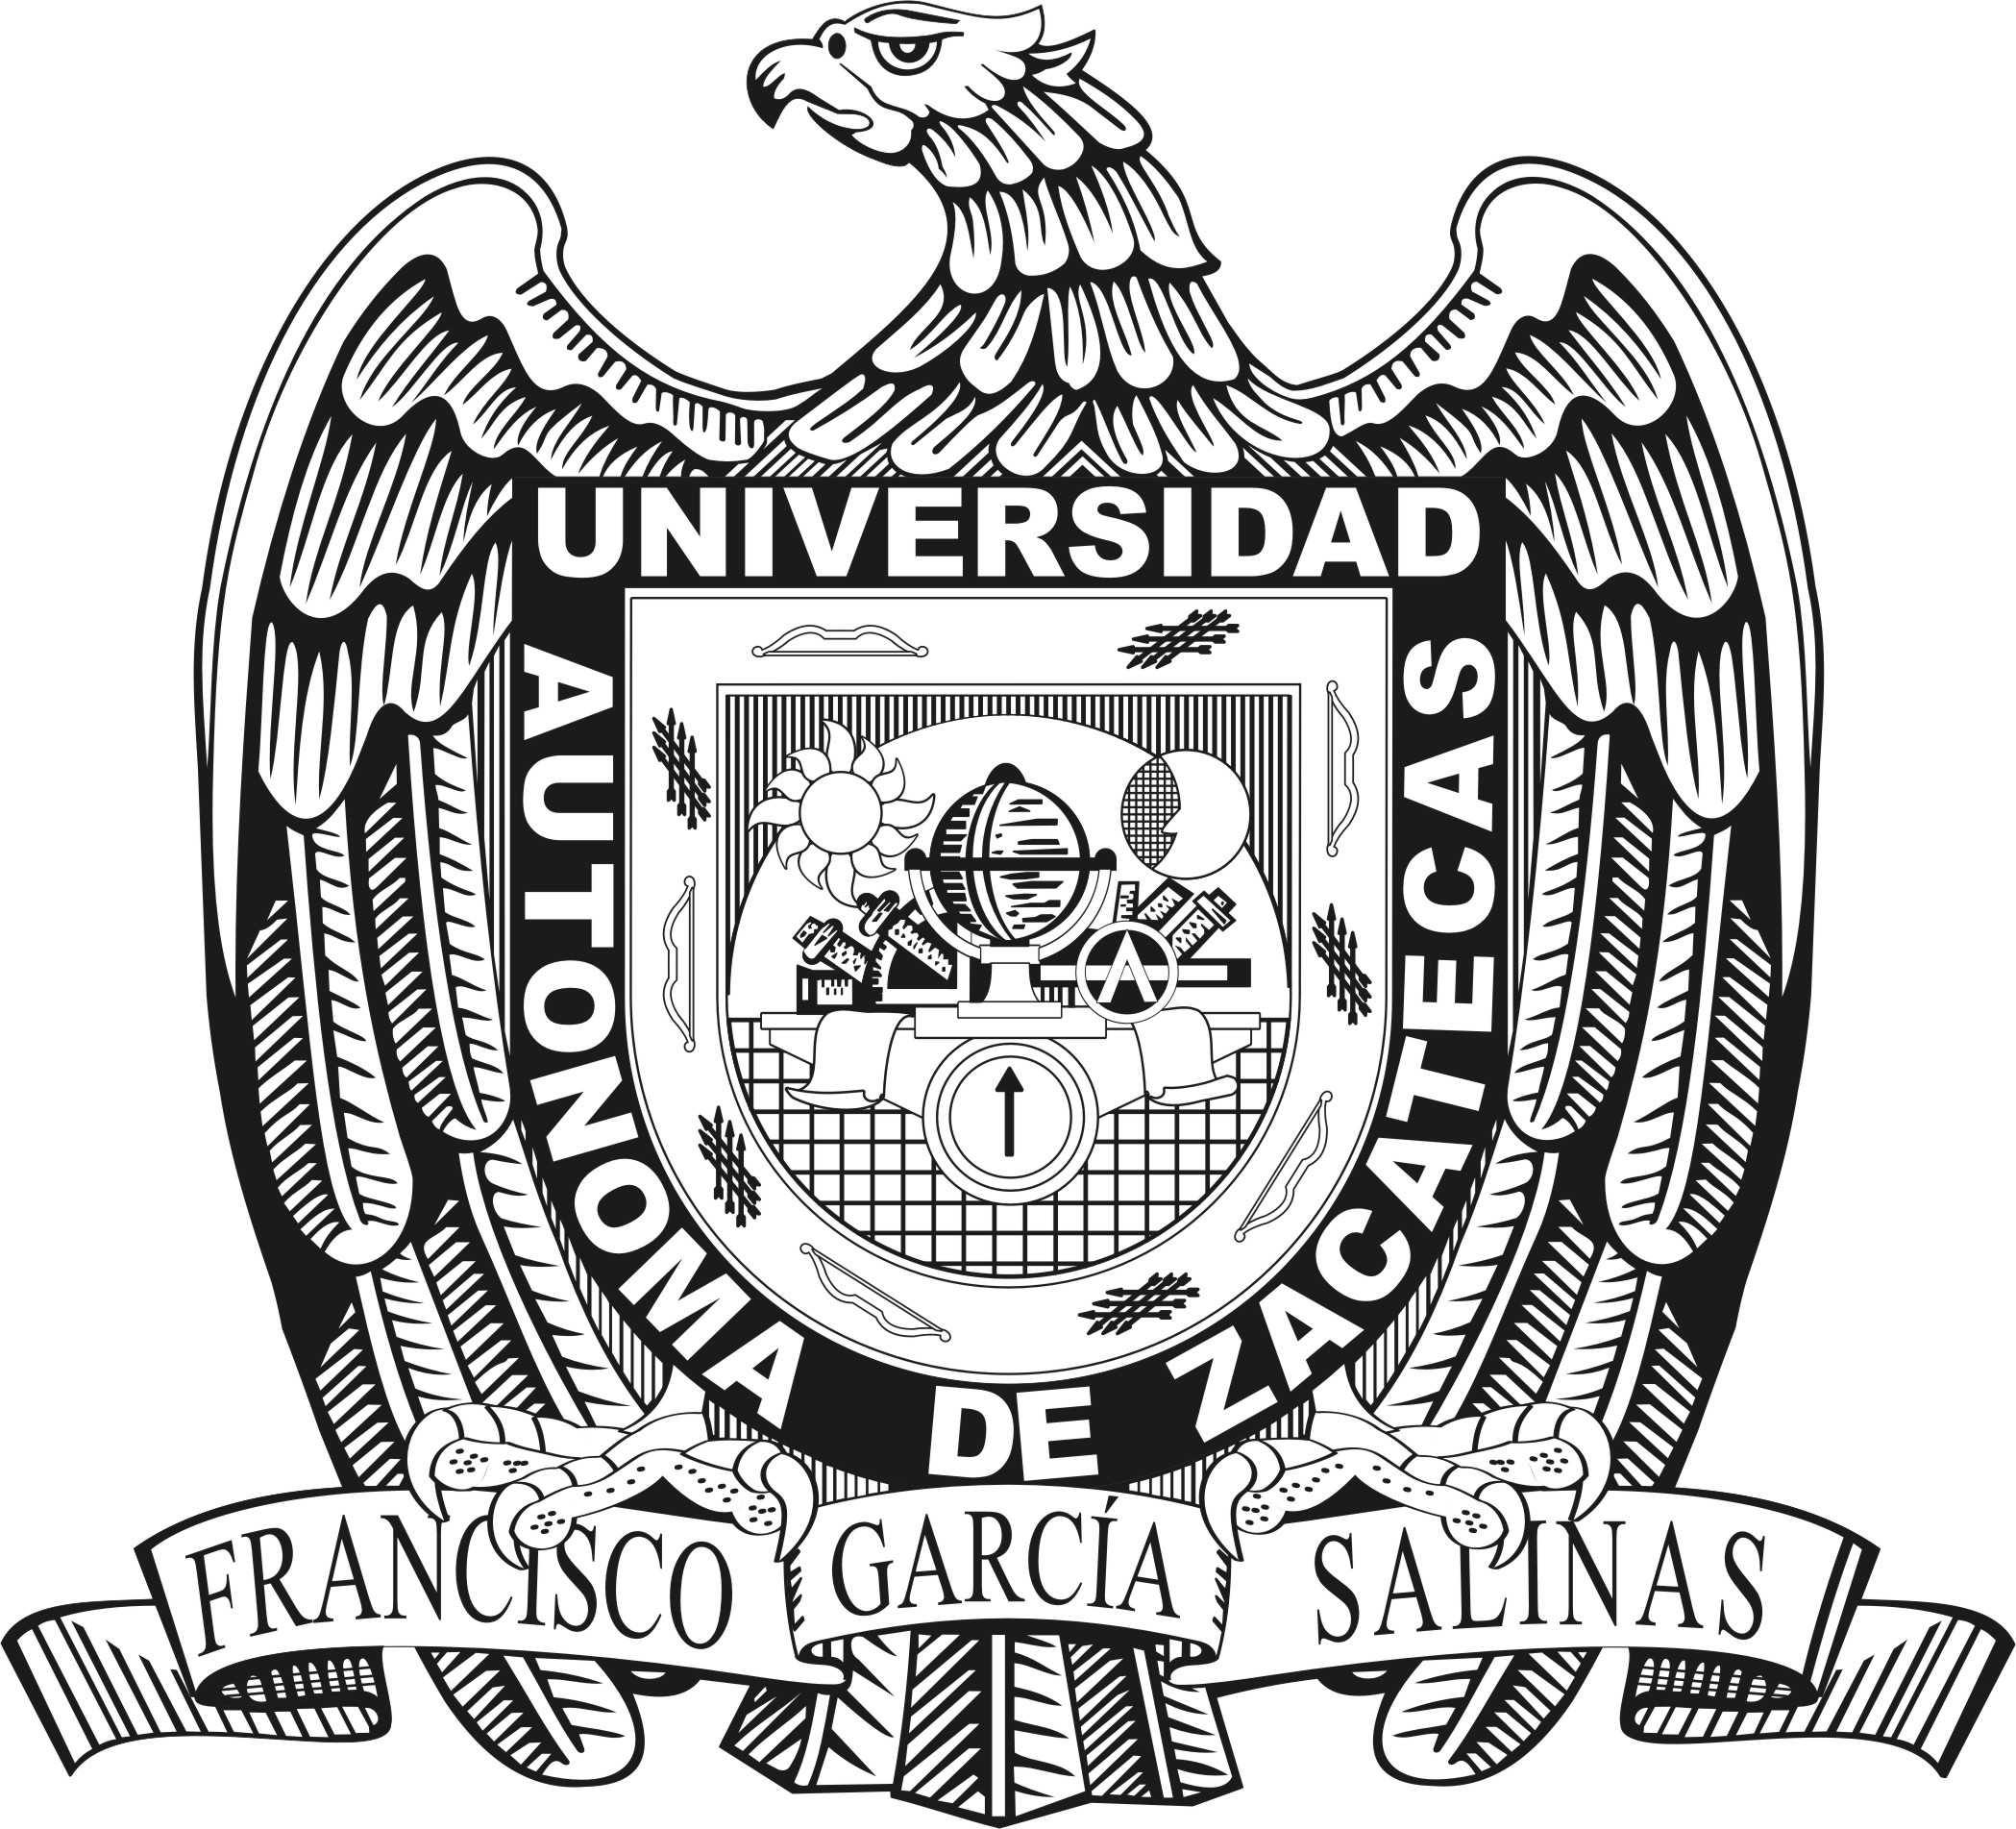 UNIVERSIDAD
AUTONOMA DE ZACATECAS
FRANCISCO GARCÍA SALINAS